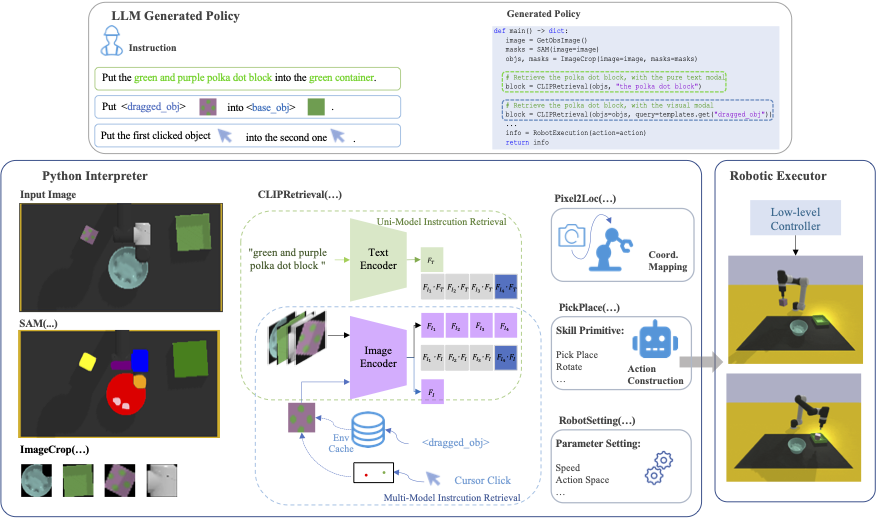 LLM Generated Policy
Instruction
Put the green and purple polka dot block into the green container.
Put <dragged_obj> into <base_obj> .
Put the first clicked object into the second one .
Generated Policy
def main() -> dict:
image = GetObsImage()
masks = SAM(image=image)
objs, masks = ImageCrop(image=image, masks=masks)
# Retrieve the polka dot block, with the pure text modal
block = CLIPRetrieval(objs, "the polka dot block")
# Retrieve the polka dot block, with the visual modal
block = CLIPRetrieval(objs=objs, query=templates.get("dragged_obj"))
...
info = RobotExecution(action=action)
return info
Python Interpreter
Input Image
SAM(...)
ImageCrop(…)
CLIPRetrieval(…)
Uni-Model Instrcution Retrieval
"green and purple
polka dot block "
Text
Encoder
F_T
F_{I_1}·F_T F_{I_2}·F_T F_{I_3}·F_T F_{I_4}·F_T
Image
Encoder
F_{I_1} F_{I_2} F_{I_3} F_{I_4}
F_{I_1}·F_I F_{I_2}·F_I F_{I_3}·F_I F_{I_4}·F_I
F_I
Env
Cache
<dragged_obj>
Cursor Click
Multi-Model Instrcution Retrieval
Pixel2Loc(…)
Coord.
Mapping
PickPlace(…)
Skill Primitive:
Pick Place
Rotate
…
Action
Construction
RobotSetting(…)
Parameter Setting:
Speed
Action Space
…
Robotic Executor
Low-level
Controller